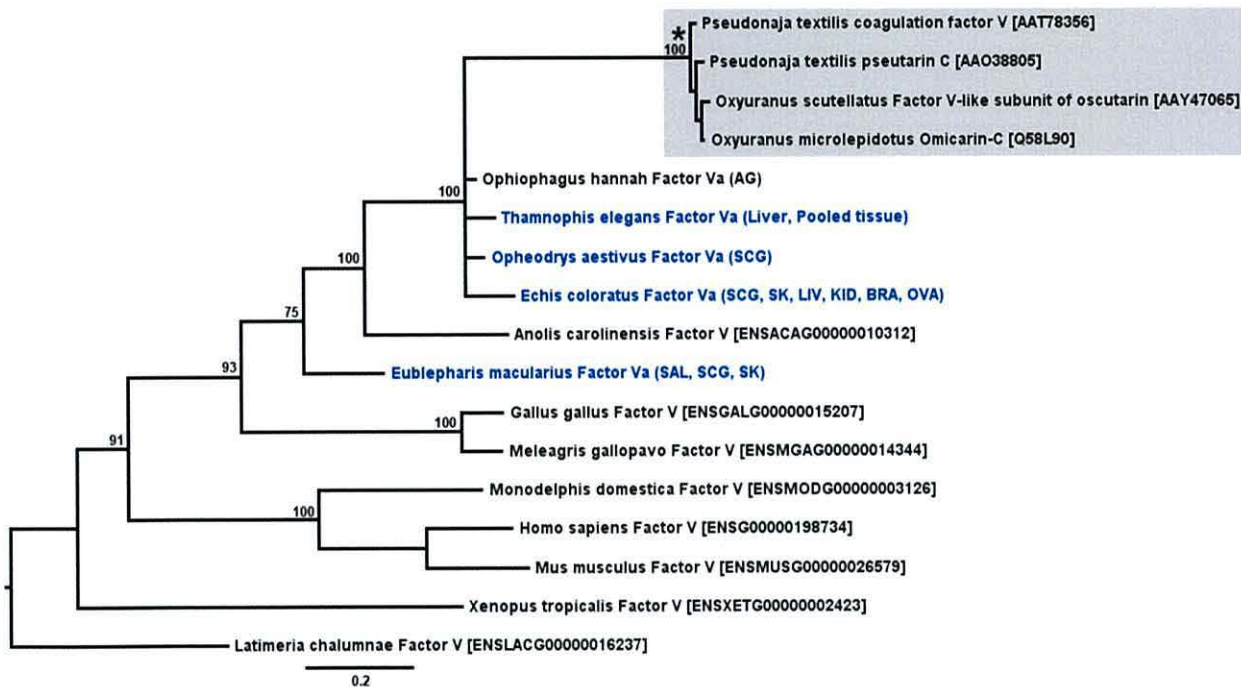 Pseudonaja textilis coagulation factor V [AAT78356]
*
100
Pseudonaja textilis pseutarin C [AAO38805]
Oxyuranus scutellatus Factor V-like subunit of oscutarin [AAY47065]
Oxyuranus microlepidotus Omicarin-C [Q58L90]
Ophiophagus hannah Factor Va (AG)
100
Thamnophis elegans Factor Va (Liver, Pooled tissue)
Opheodrys aestivus Factor Va (SCG)
100
Echis coloratus Factor Va (SCG, SK, LIV, KID, BRA, OVA)
75
Anolis carolinensis Factor V [ENSACAG00000010312]
93
Eublepharis macularius Factor Va (SAL, SCG, SK)
Gallus gallus Factor V [ENSGALG00000015207]
100
91
Meleagris gallopavo Factor V [ENSMGAG00000014344]
Monodelphis domestica Factor V [ENSMODG00000003126]
100
Homo sapiens Factor V [ENSG00000198734]
Mus musculus Factor V [ENSMUSG00000026579]
Xenopus tropicalis Factor V [ENSXETG00000002423]
Latimeria chalumnae Factor V [ENSLACG00000016237]
0.2